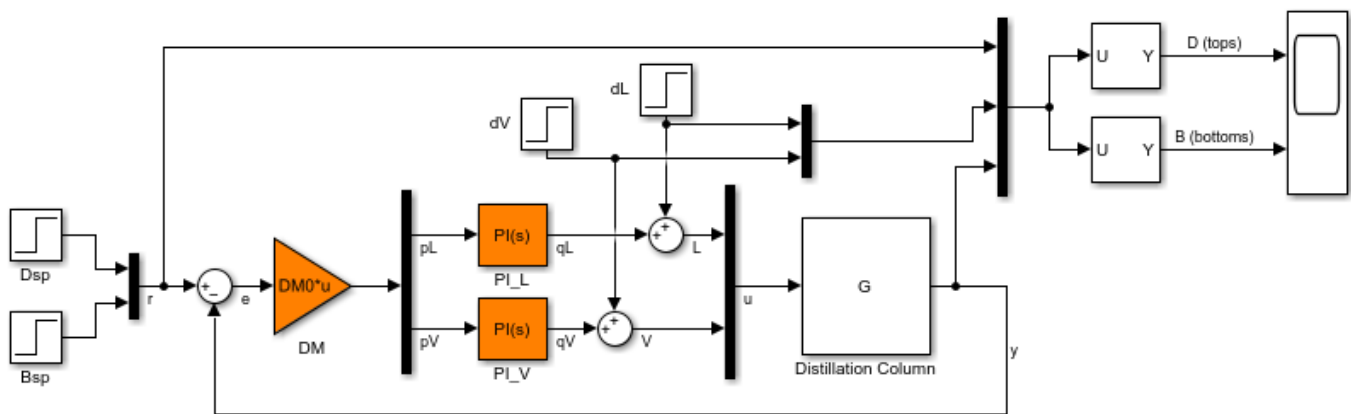 D (tops)
U Y
dL
dV
B (bottoms)
U Y
Dsp
PI(s)
pL
qL
L
PI_L
DM0*u
G
r
e
u
PI(s)
pV
qV
V
DM
Bsp
PI_V
Distillation Column
y